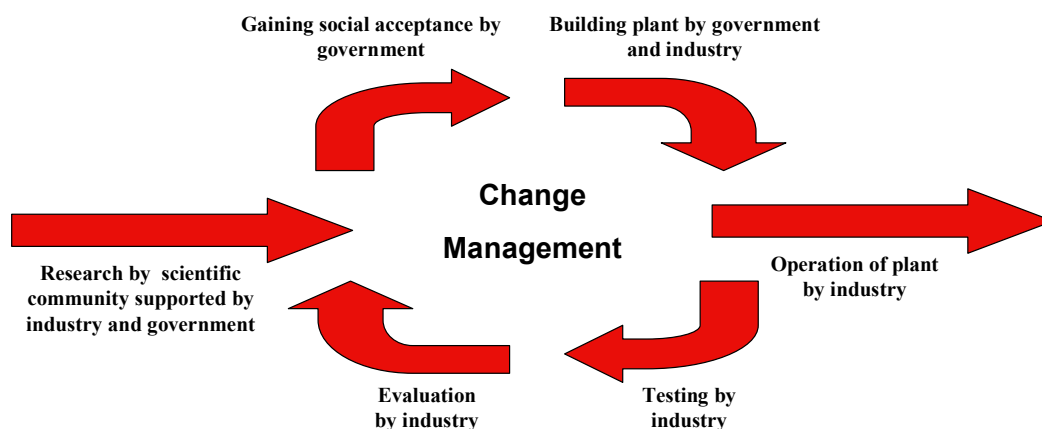 Gaining social acceptance by
government
Building plant by government
and industry
Change
Management
Research by scientific
community supported by
industry and government
Operation of plant
by industry
Evaluation
by industry
Testing by
industry